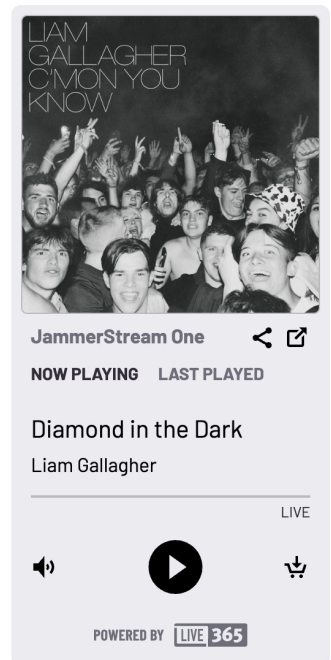 LIAM
GALLAGHER
C'MON YOU
KNOW
JammerStream One
NOW PLAYING LAST PLAYED
Diamond in the Dark
Liam Gallagher
LIVE
POWERED BY LIVE 365